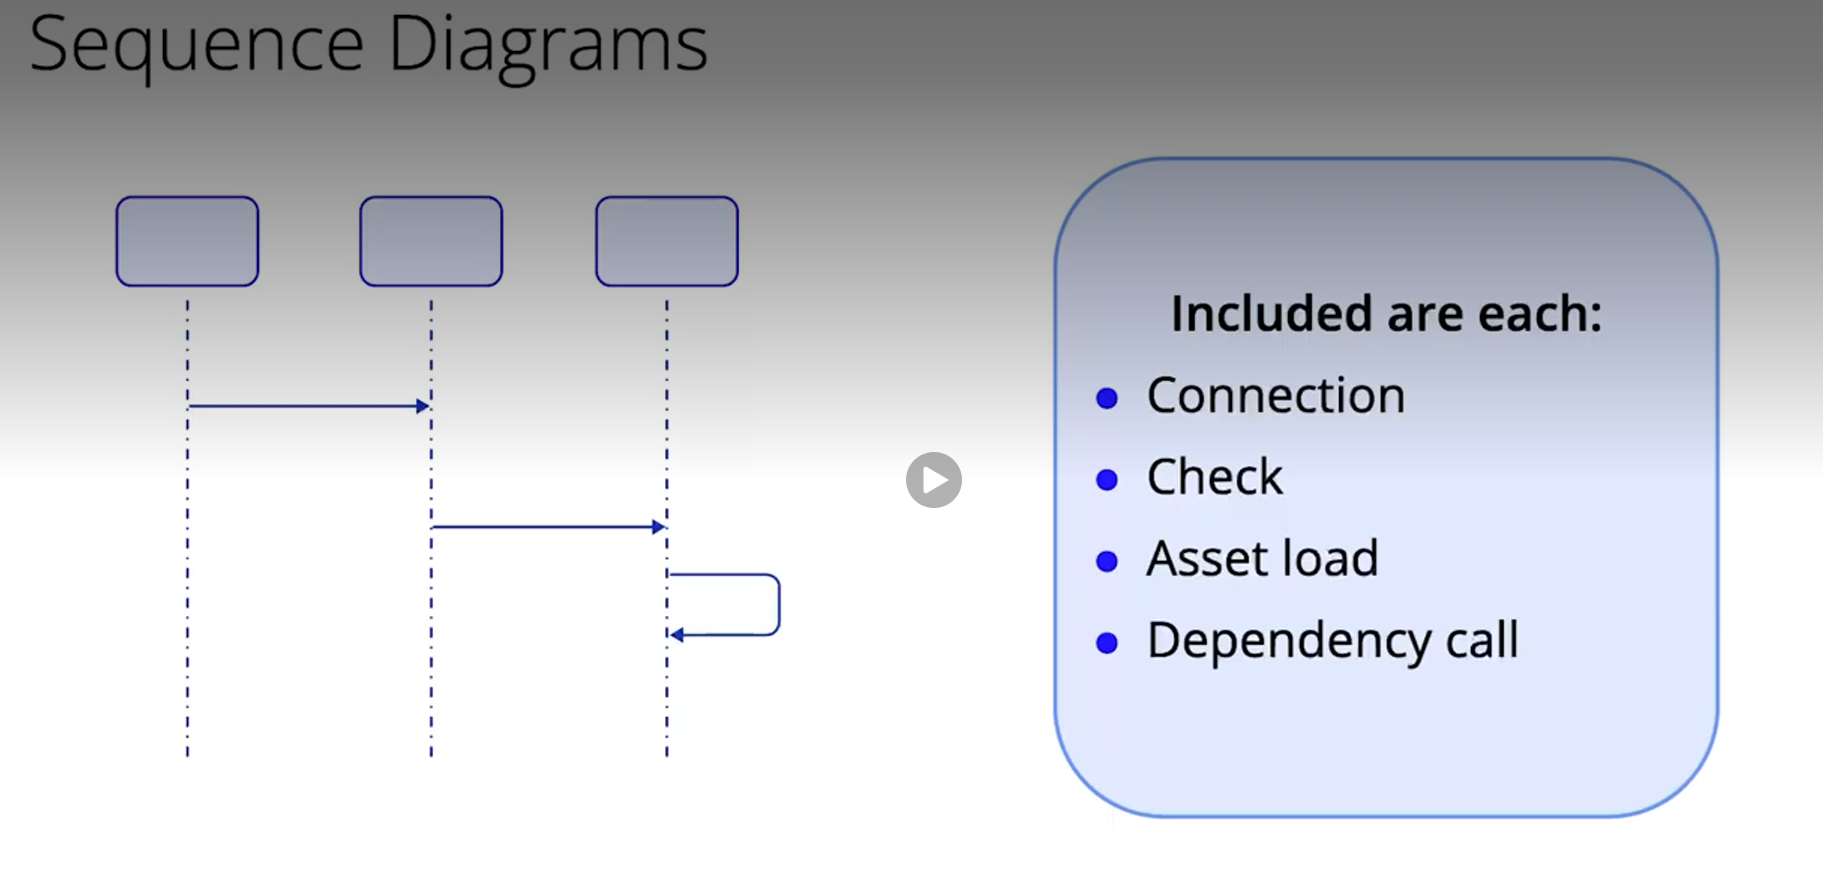 Sequence Diagrams
Included are each:
Connection
Check
Asset load
Dependency call